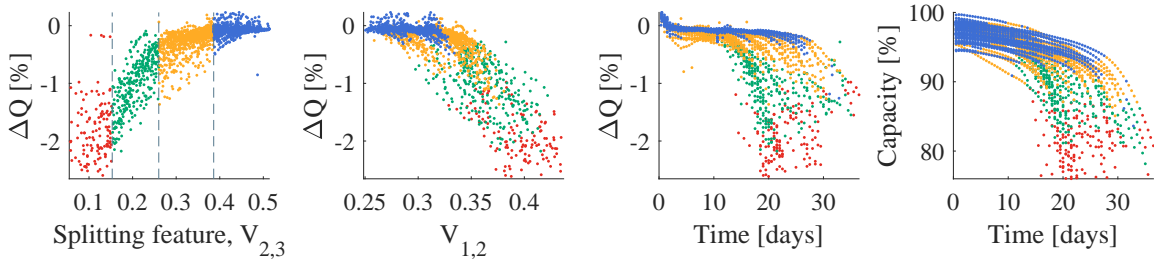 0
-1
-2
ΔQ [%]
0.1 0.2 0.3 0.4 0.5
Splitting feature, V2,3
0
-1
-2
ΔQ [%]
0.25 0.3 0.35 0.4
V1,2
0
-1
-2
ΔQ [%]
0 10 20 30
Time [days]
100
90
80
Capacity [%]
0 10 20 30
Time [days]